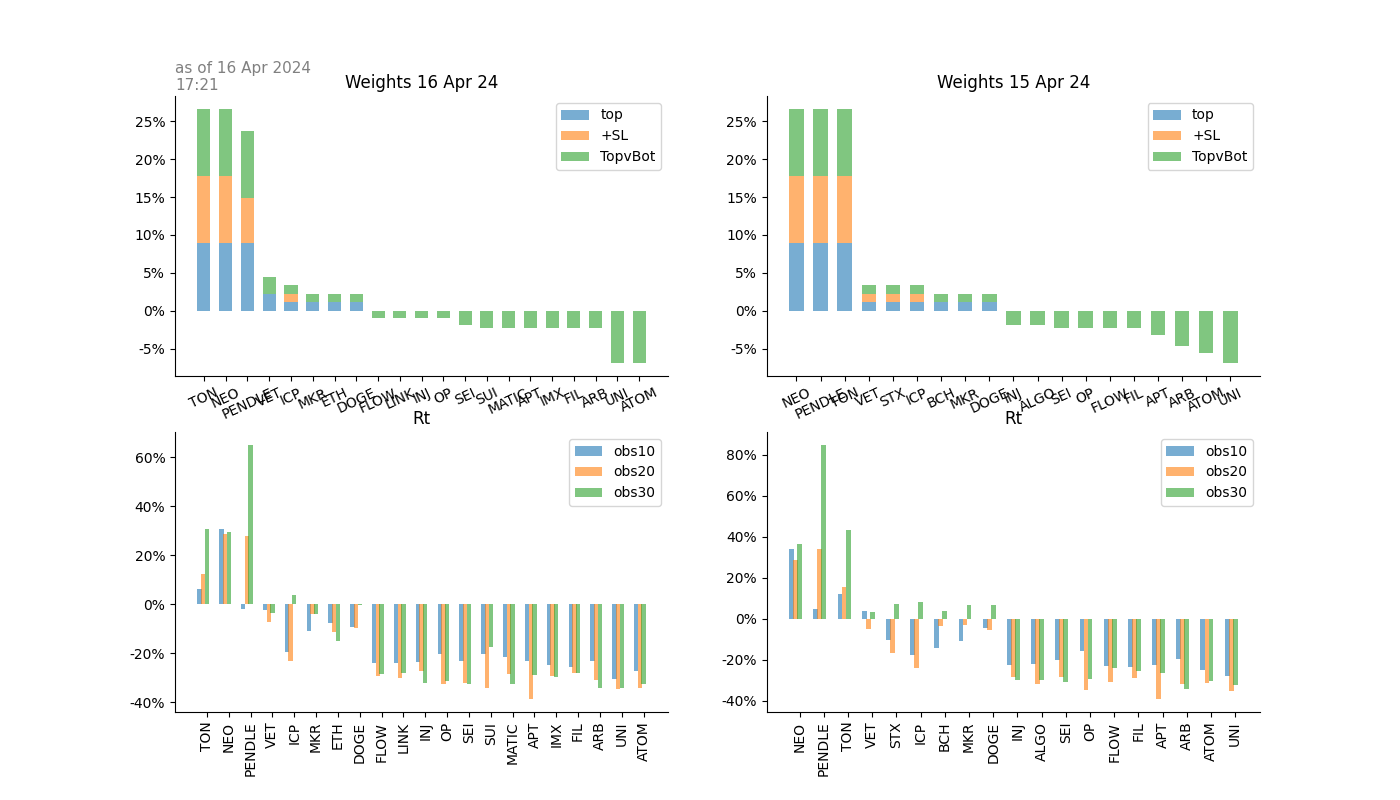 as of 16 Apr 2024
17:21
Weights 16 Apr 24
25%
20%
15%
10%
5%
0%
-5%
top
+SL
TopvBot
TON NEO PENDLE VET ICP MKR ETH DOGE FLOW LINK INJ OP SEI SUI MATIC APT IMX FIL ARB UNI ATOM
Weights 15 Apr 24
25%
20%
15%
10%
5%
0%
-5%
top
+SL
TopvBot
NEO PENDLE TON VET STX ICP BCH MKR DOGE INJ ALGO SEI OP FLOW FIL APT ARB ATOM UNI
Rt
60%
40%
20%
0%
-20%
-40%
obs10
obs20
obs30
TON NEO PENDLE VET ICP MKR ETH DOGE FLOW LINK INJ OP SEI SUI MATIC APT IMX FIL ARB UNI ATOM
Rt
80%
60%
40%
20%
0%
-20%
-40%
obs10
obs20
obs30
NEO PENDLE TON VET STX ICP BCH MKR DOGE INJ ALGO SEI OP FLOW FIL APT ARB ATOM UNI